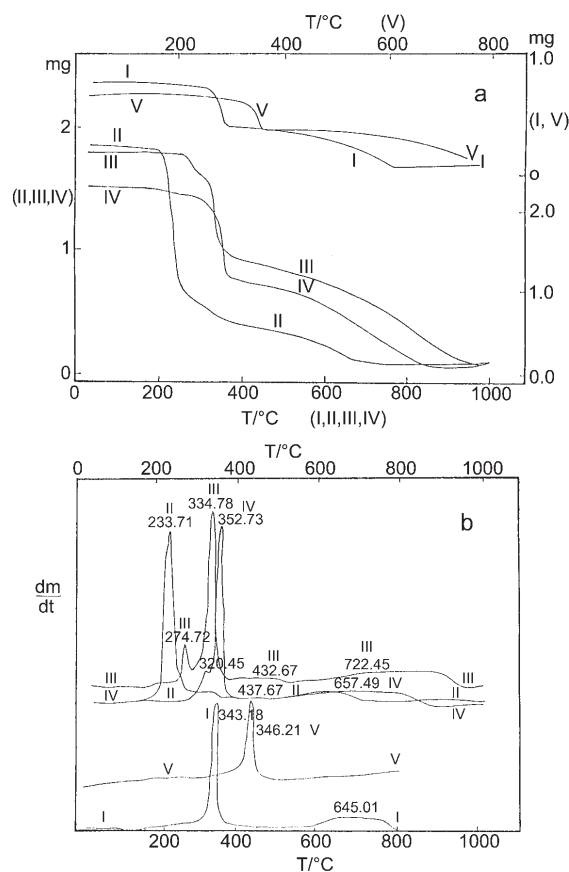 T/°C (V)
200 400 600 800
mg
mg
1.0
I
V
V
a
(I, V)
2
V
II
I
I
III
o
(II,III,IV)
IV
2.0
1
III
IV
1.0
II
0
0.0
0 200 400 600 800 1000
T/°C (I,II,III,IV)
T/°C
0 200 400 600 800 1000
III
II
334.78 IV
b
233.71
352.73
dm
dt
III
274.72
III
III
320.45
432.67
722.45
III
III
657.49 IV
IV
II
437.67
II
II
I
343.18
IV
346.21 V
V
V
I
645.01
I
0 200 400 600 800 1000
T/°C